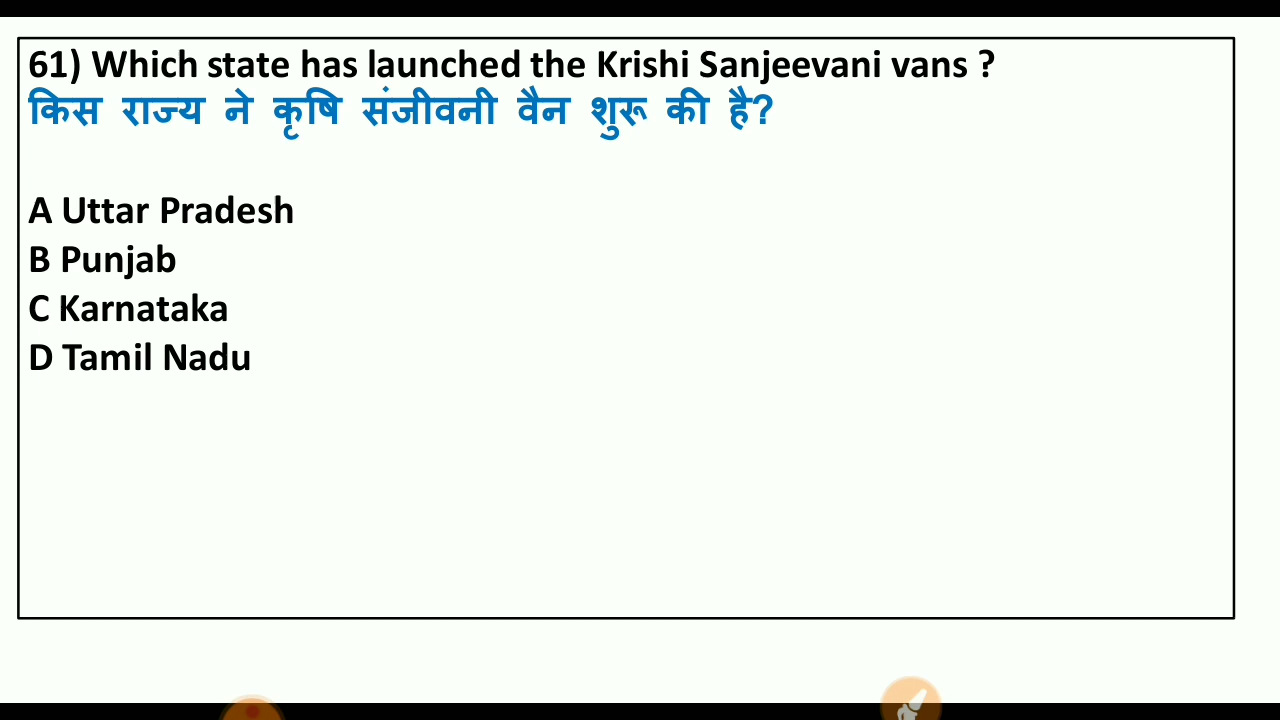 61) Which state has launched the Krishi Sanjeevani vans ?
किस राज्य ने कृषि संजीवनी वैन शुरू की है?
A Uttar Pradesh
B Punjab
C Karnataka
D Tamil Nadu